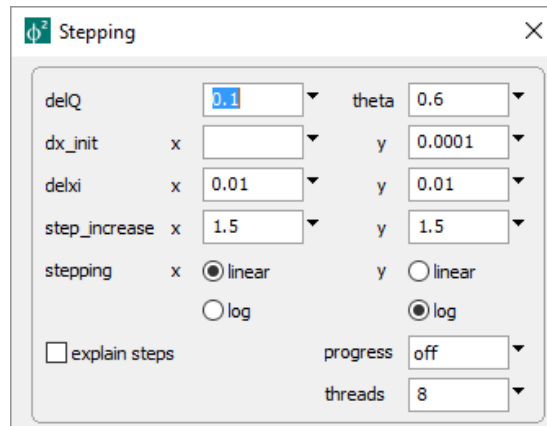 ϕ² Stepping
delQ 0.1 theta 0.6
dx_init x y 0.0001
delxi x 0.01 y 0.01
step_increase x 1.5 y 1.5
stepping x linear y linear
log log
explain steps progress off
threads 8